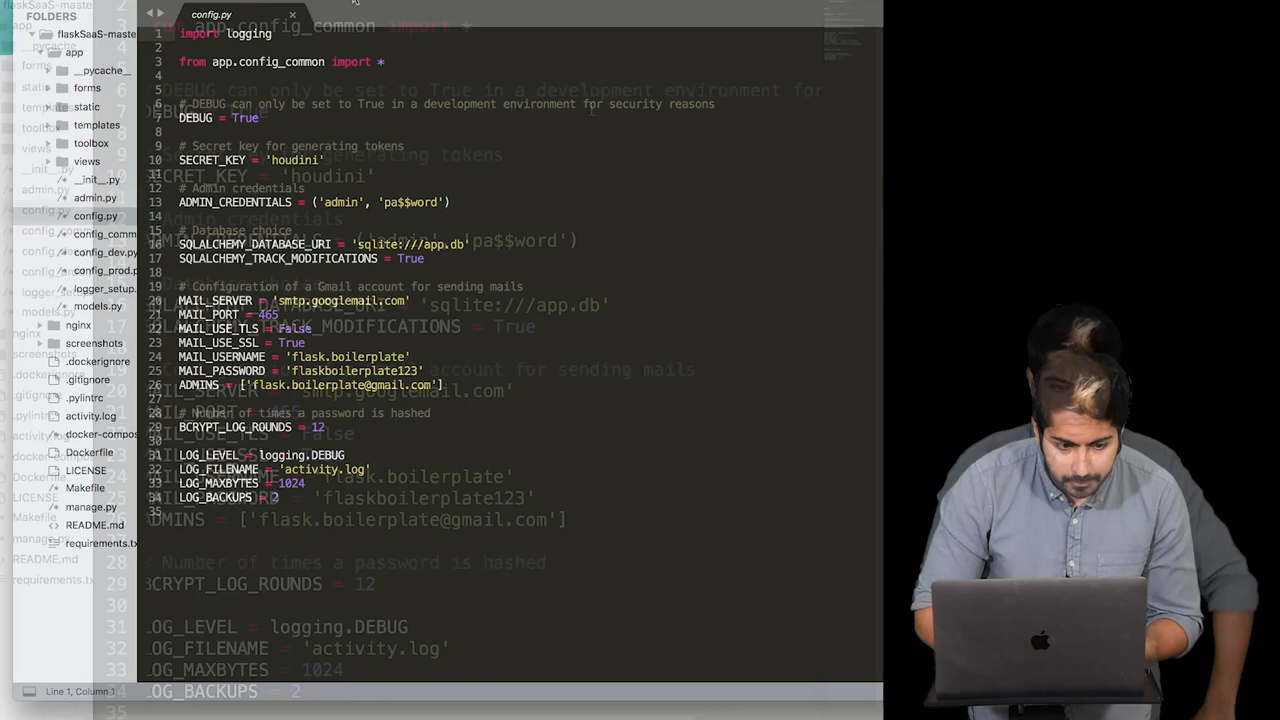 FOLDERS
flaskSaaS-maste
app
__pycache__
forms
static
templates
toolbox
views
__init__.py
admin.py
config.py
config_comm
config_dev.py
config_prod.p
logger_setup.
models.py
nginx
screenshots
.dockerignore
.gitignore
.pylintrc
activity.log
docker-compos
Dockerfile
LICENSE
Makefile
manage.py
README.md
requirements.tx
config.py
1 import logging
2
3 from app.config_common import *
4
5
6 # DEBUG can only be set to True in a development environment for security reasons
7 DEBUG = True
8
9 # Secret key for generating tokens
10 SECRET_KEY = 'houdini'
11
12 # Admin credentials
13 ADMIN_CREDENTIALS = ('admin', 'pa$$word')
14
15 # Database choice
16 SQLALCHEMY_DATABASE_URI = 'sqlite:///app.db'
17 SQLALCHEMY_TRACK_MODIFICATIONS = True
18
19 # Configuration of a Gmail account for sending mails
20 MAIL_SERVER = 'smtp.googlemail.com'
21 MAIL_PORT = 465
22 MAIL_USE_TLS = False
23 MAIL_USE_SSL = True
24 MAIL_USERNAME = 'flask.boilerplate'
25 MAIL_PASSWORD = 'flaskboilerplate123'
26 ADMINS = ['flask.boilerplate@gmail.com']
27
28 # Number of times a password is hashed
29 BCRYPT_LOG_ROUNDS = 12
30
31 LOG_LEVEL = logging.DEBUG
32 LOG_FILENAME = 'activity.log'
33 LOG_MAXBYTES = 1024
34 LOG_BACKUPS = 2
35
Line 1, Column 1